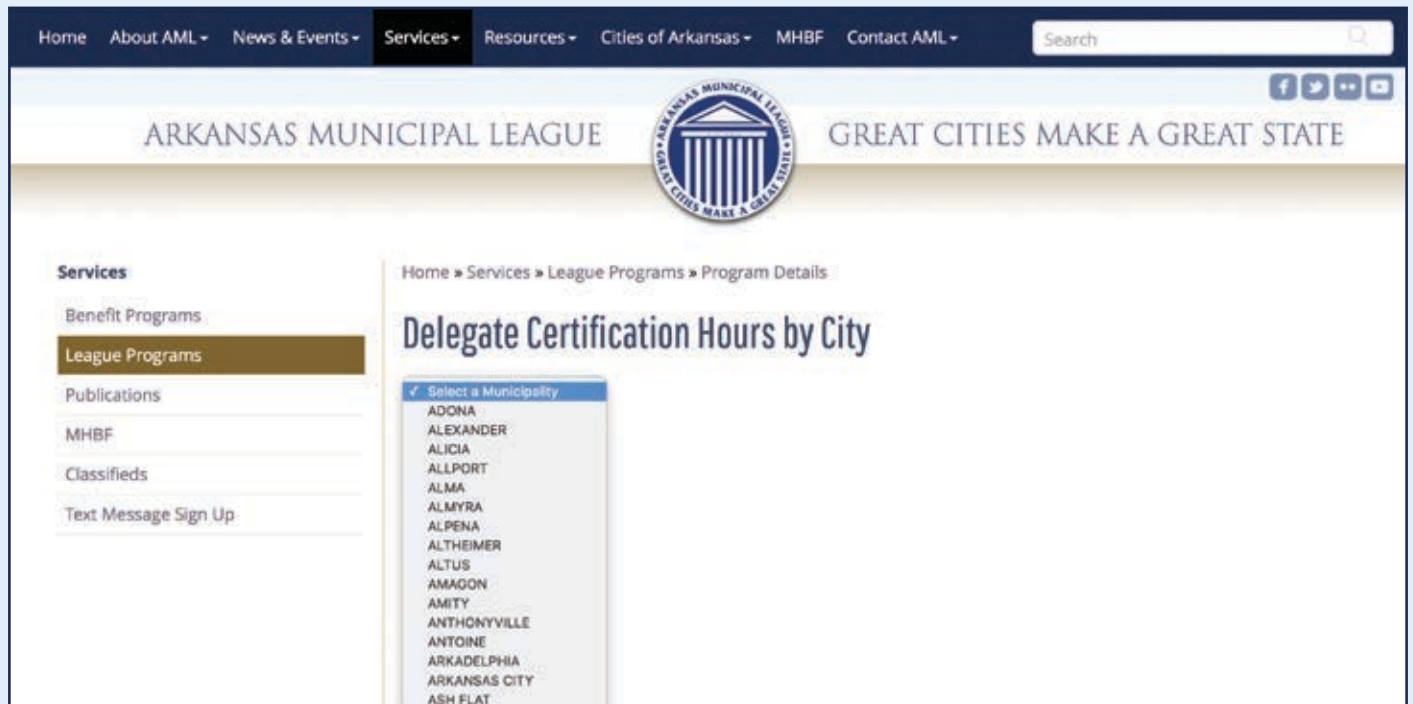 Home About AML News & Events Services Resources Cities of Arkansas MHBF Contact AML Search
ARKANSAS MUNICIPAL LEAGUE
ARKANSAS MUNICIPAL LEAGUE
GREAT CITIES MAKE A GREAT STATE
GREAT CITIES MAKE A GREAT STATE
Services
Benefit Programs
League Programs
Publications
MHBF
Classifieds
Text Message Sign Up
Home » Services » League Programs » Program Details
Delegate Certification Hours by City
✓ Select a Municipality
ADONA
ALEXANDER
ALICIA
ALLPORT
ALMA
ALMYRA
ALPENA
ALTHEIMER
ALTUS
AMAGON
AMITY
ANTHONYVILLE
ANTOINE
ARKADELPHIA
ARKANSAS CITY
ASH FLAT